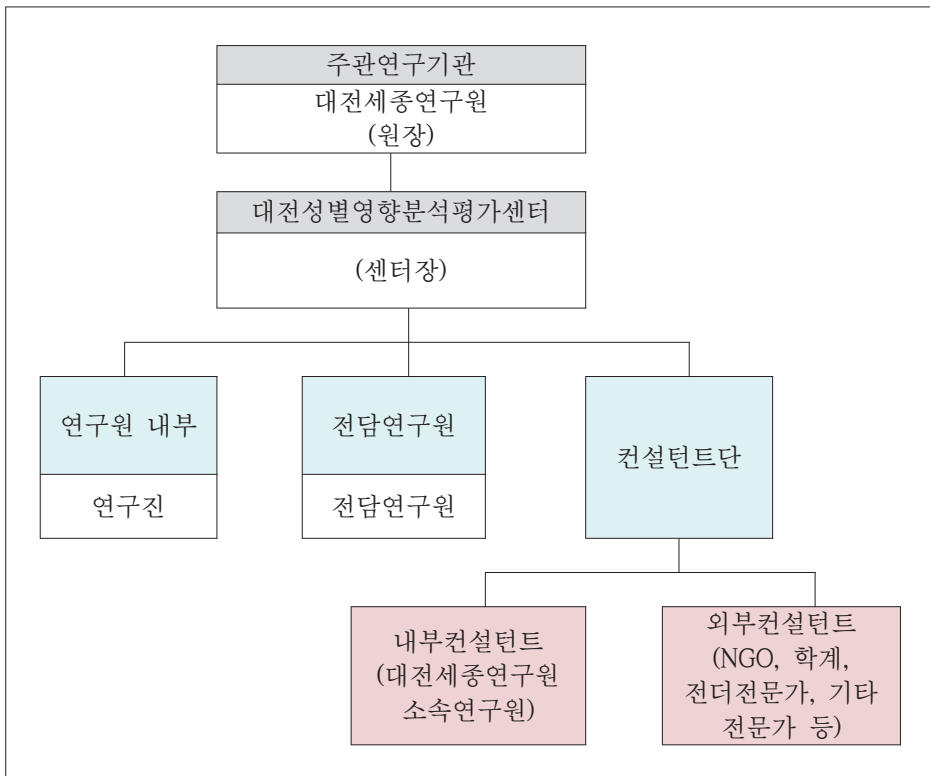 주관연구기관
대전세종연구원
(원장)
대전성별영향분석평가센터
(센터장)
연구원 내부
연구진
전담연구원
전담연구원
컨설턴트단
내부컨설턴트
(대전세종연구원
소속연구원)
외부컨설턴트
(NGO, 학계,
전더전문가, 기타
전문가 등)